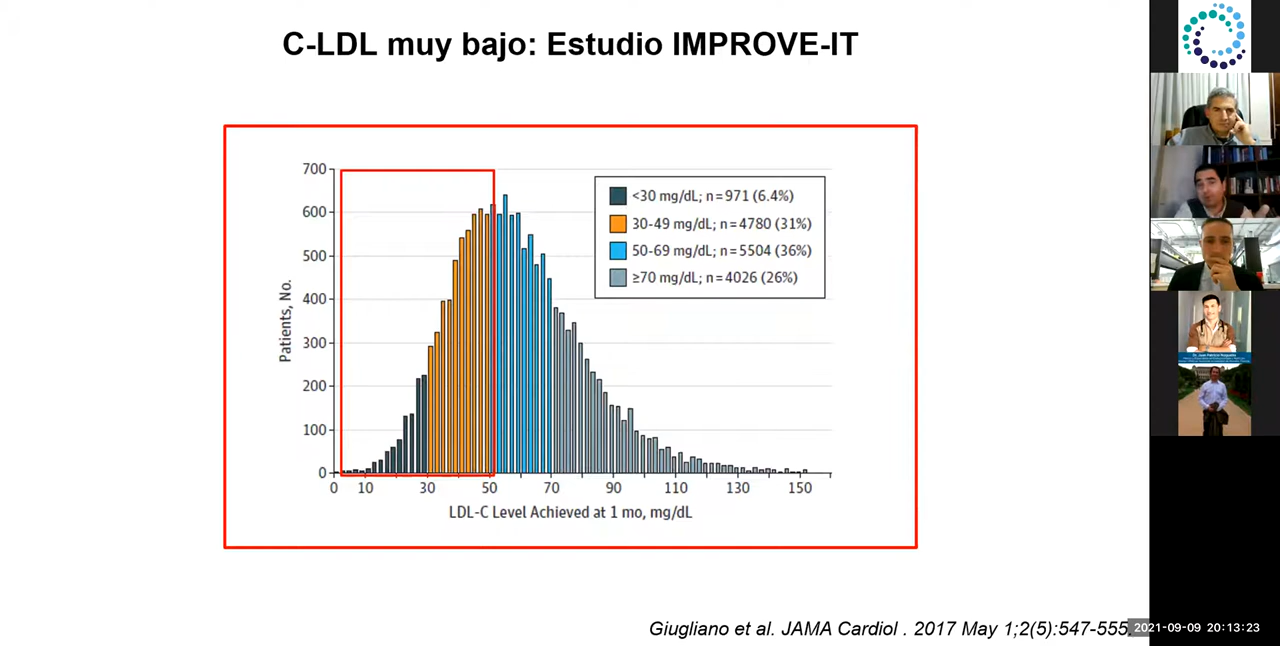 C-LDL muy bajo: Estudio IMPROVE-IT
700
600
500
400
300
200
100
0
Patients, No.
<30 mg/dL; n=971 (6.4%)
30-49 mg/dL; n=4780 (31%)
50-69 mg/dL; n=5504 (36%)
≥70 mg/dL; n=4026 (26%)
0 10 30 50 70 90 110 130 150
LDL-C Level Achieved at 1 mo, mg/dL
Giugliano et al. JAMA Cardiol . 2017 May 1;2(5):547-555.
2021-09-09 20:13:23